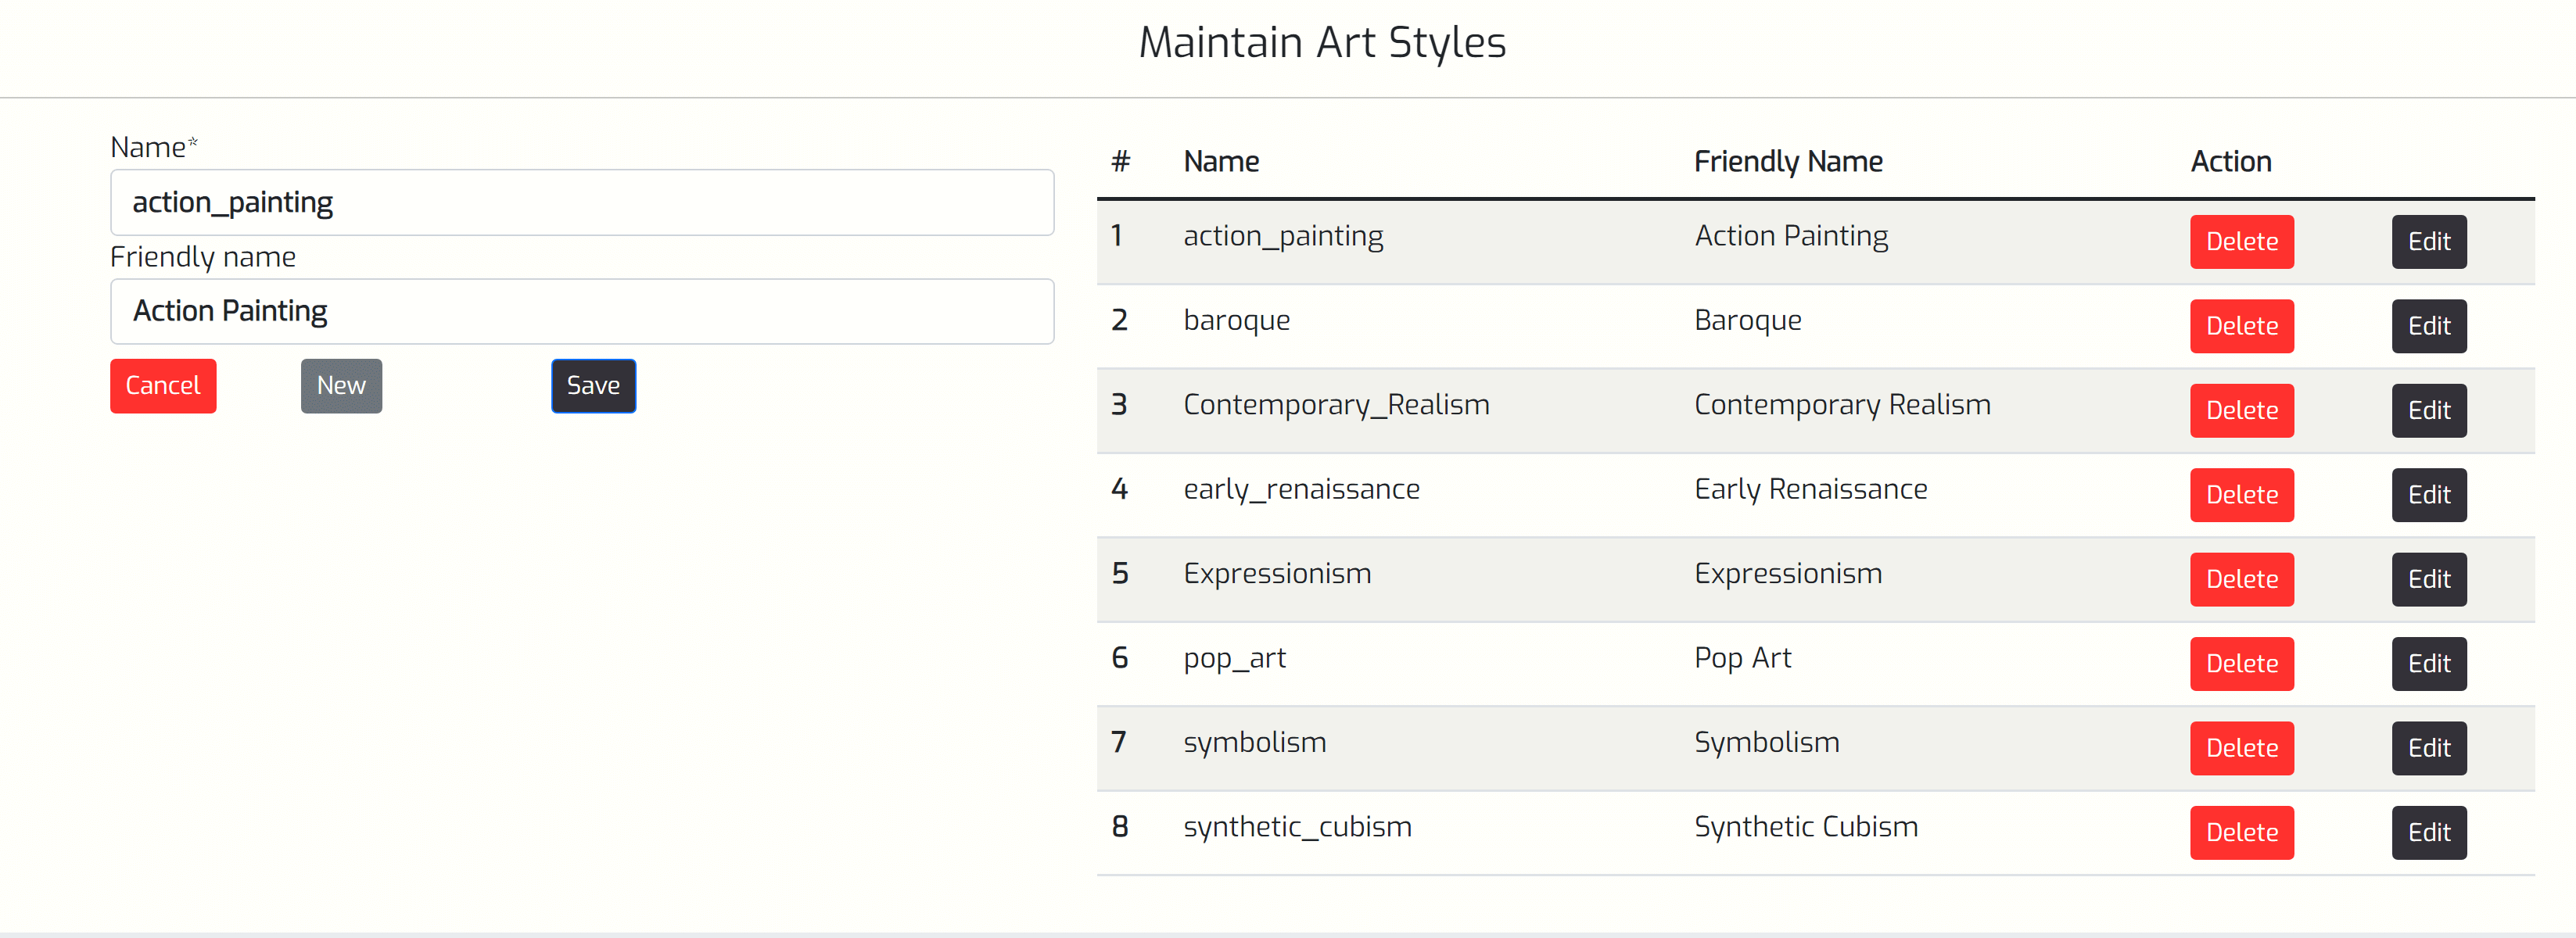 Maintain Art Styles
Name*
action_painting
Friendly name
Action Painting
Cancel New Save
# Name Friendly Name Action
1 action_painting Action Painting Delete Edit
2 baroque Baroque Delete Edit
3 Contemporary_Realism Contemporary Realism Delete Edit
4 early_renaissance Early Renaissance Delete Edit
5 Expressionism Expressionism Delete Edit
6 pop_art Pop Art Delete Edit
7 symbolism Symbolism Delete Edit
8 synthetic_cubism Synthetic Cubism Delete Edit